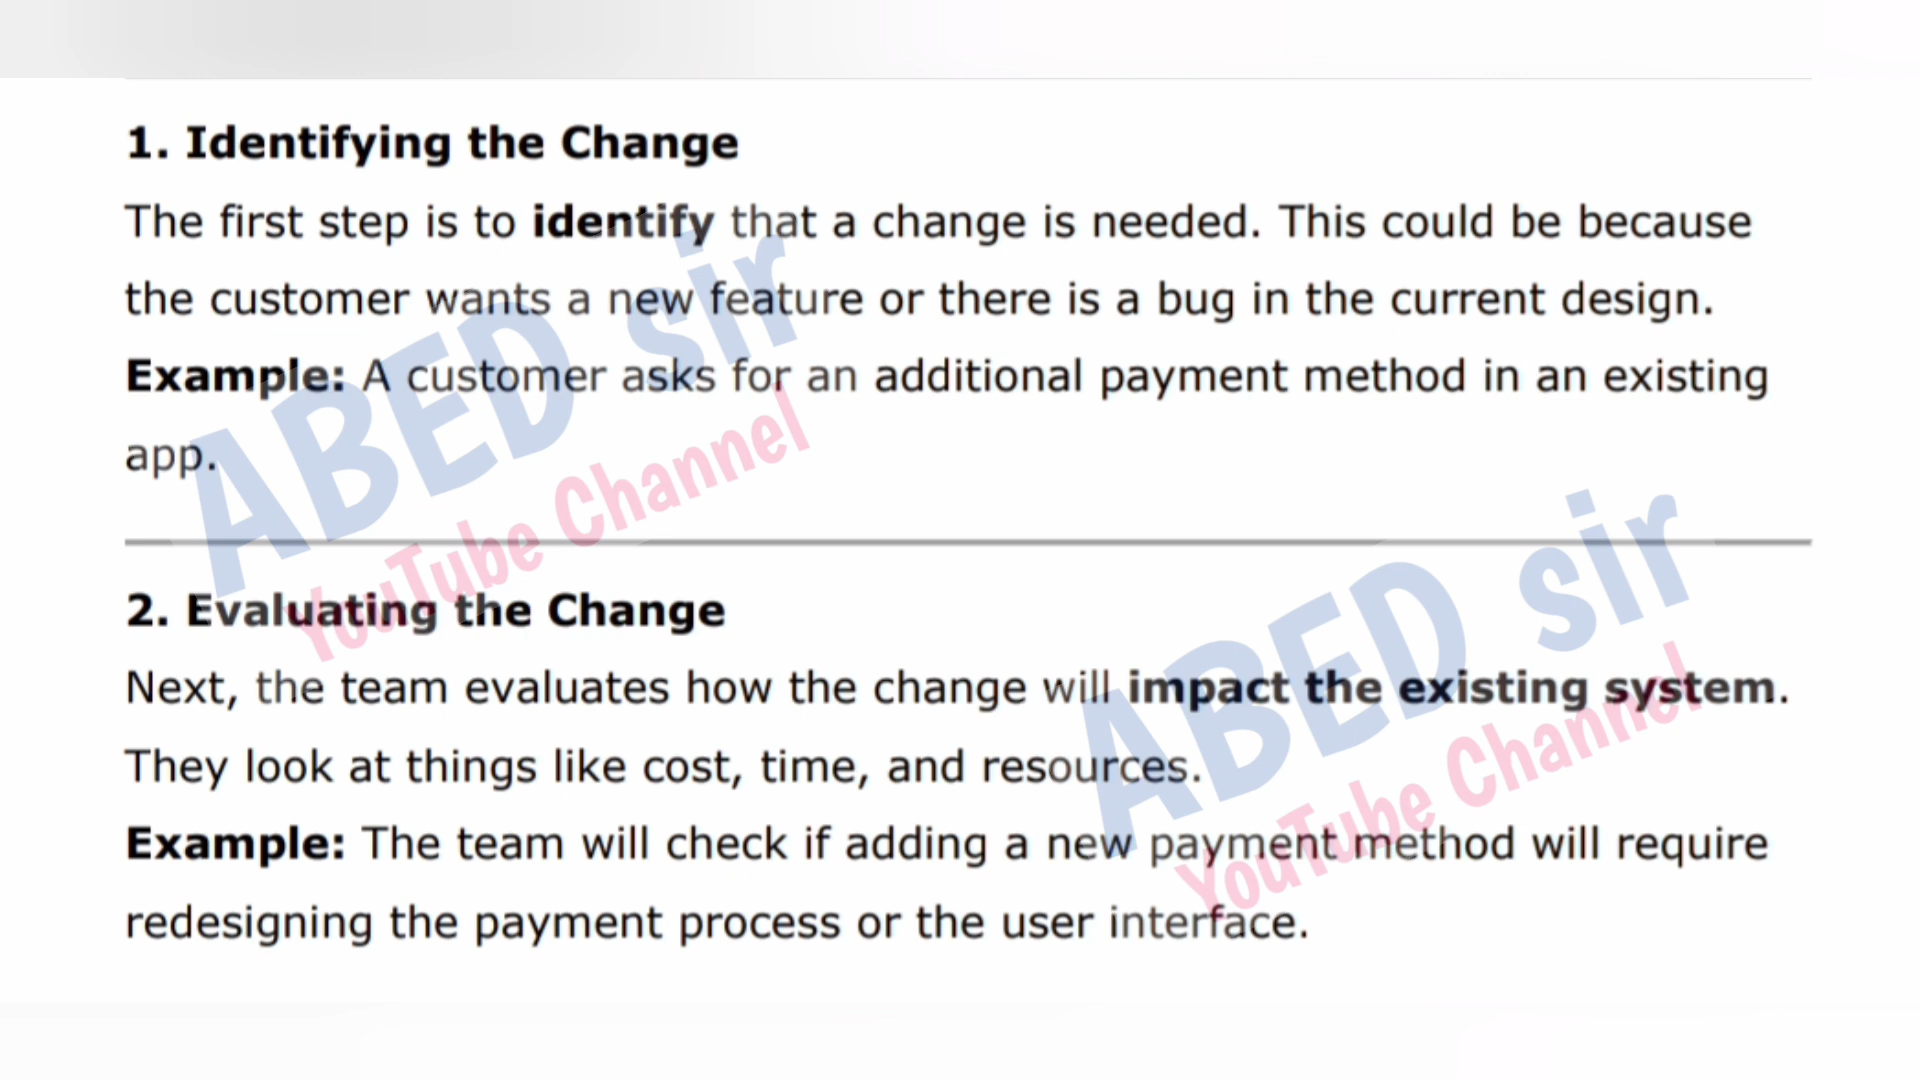 1. Identifying the Change
The first step is to identify that a change is needed. This could be because
the customer wants a new feature or there is a bug in the current design.
Example: A customer asks for an additional payment method in an existing
app.
ABED sir
YouTube Channel
2. Evaluating the Change
Next, the team evaluates how the change will impact the existing system.
They look at things like cost, time, and resources.
Example: The team will check if adding a new payment method will require
redesigning the payment process or the user interface.
ABED sir
YouTube Channel